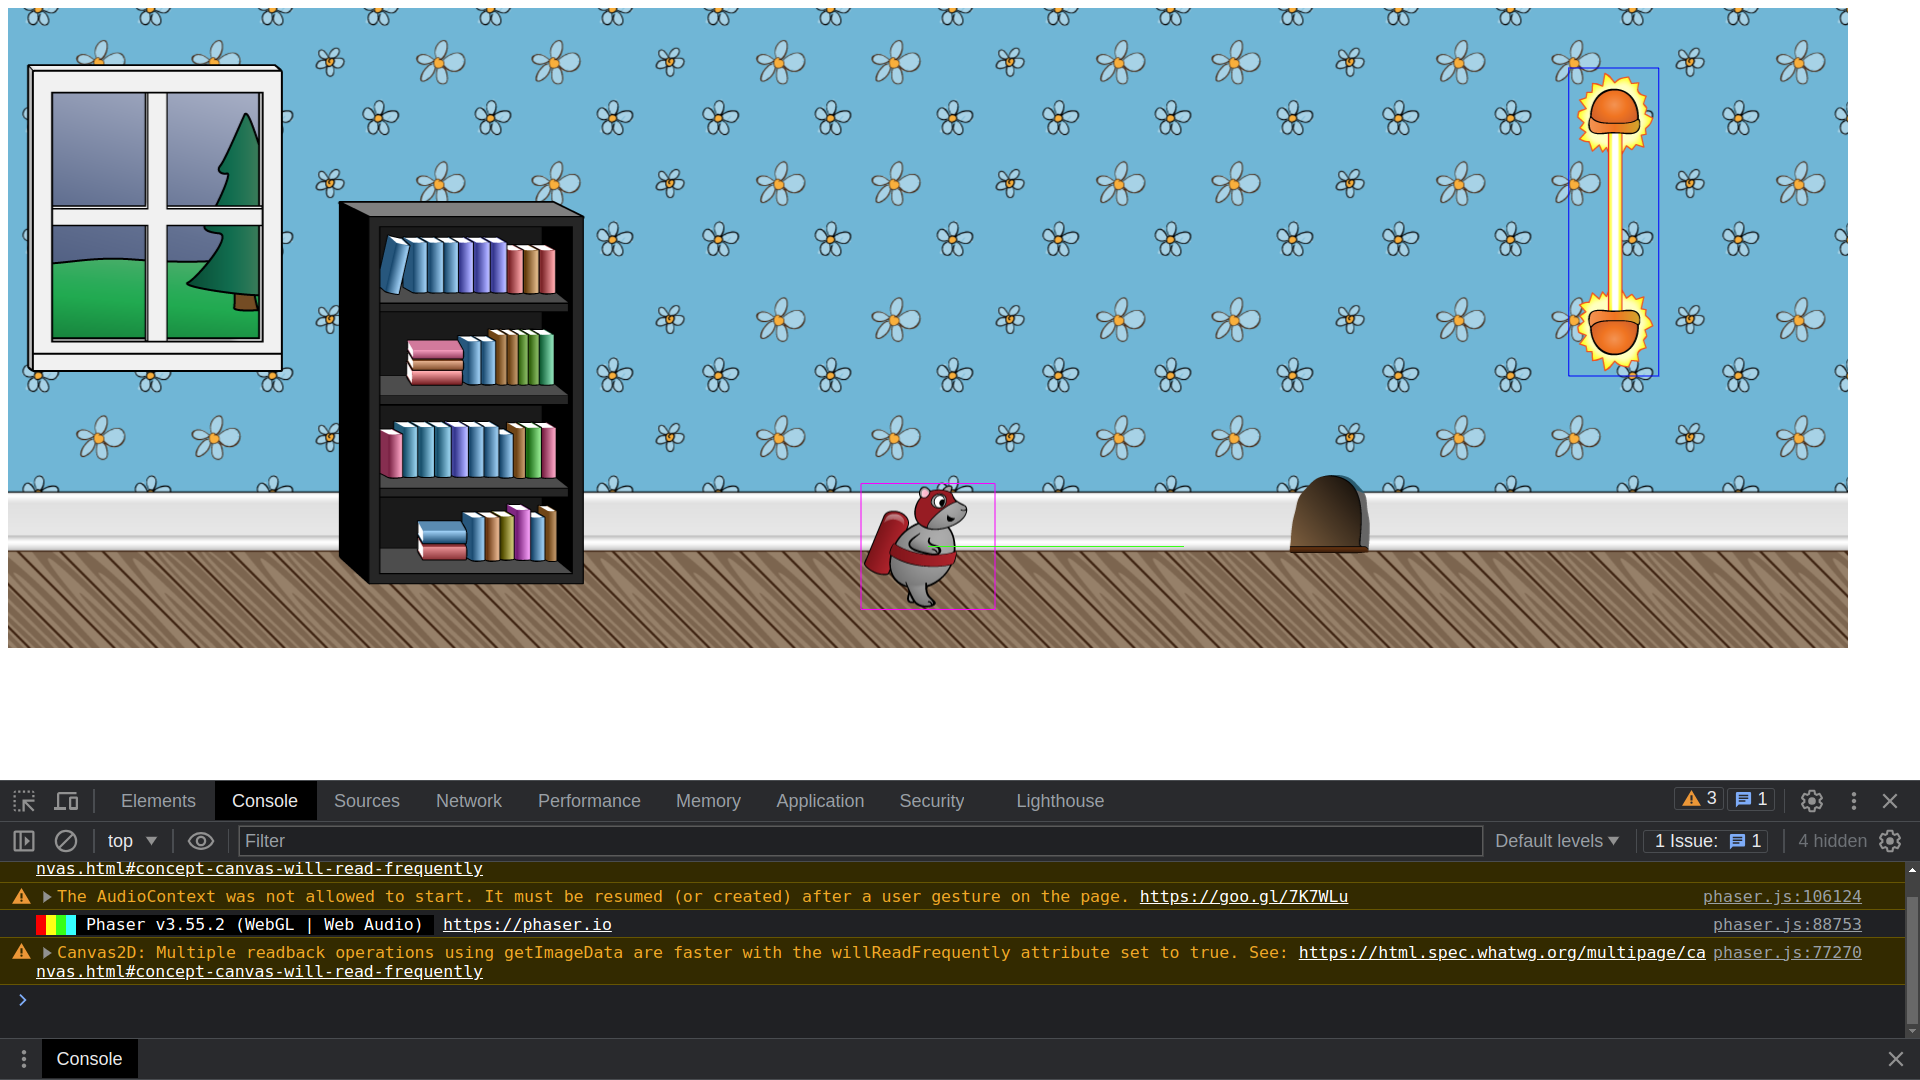 Elements Console Sources Network Performance Memory Application Security Lighthouse 3 1
top Filter Default levels 1 Issue: 1 4 hidden
nvas.html#concept-canvas-will-read-frequently
The AudioContext was not allowed to start. It must be resumed (or created) after a user gesture on the page. https://goo.gl/7K7WLu phaser.js:106124
Phaser v3.55.2 (WebGL | Web Audio) https://phaser.io phaser.js:88753
Canvas2D: Multiple readback operations using getImageData are faster with the willReadFrequently attribute set to true. See: https://html.spec.whatwg.org/multipage/ca phaser.js:77270
nvas.html#concept-canvas-will-read-frequently
Console